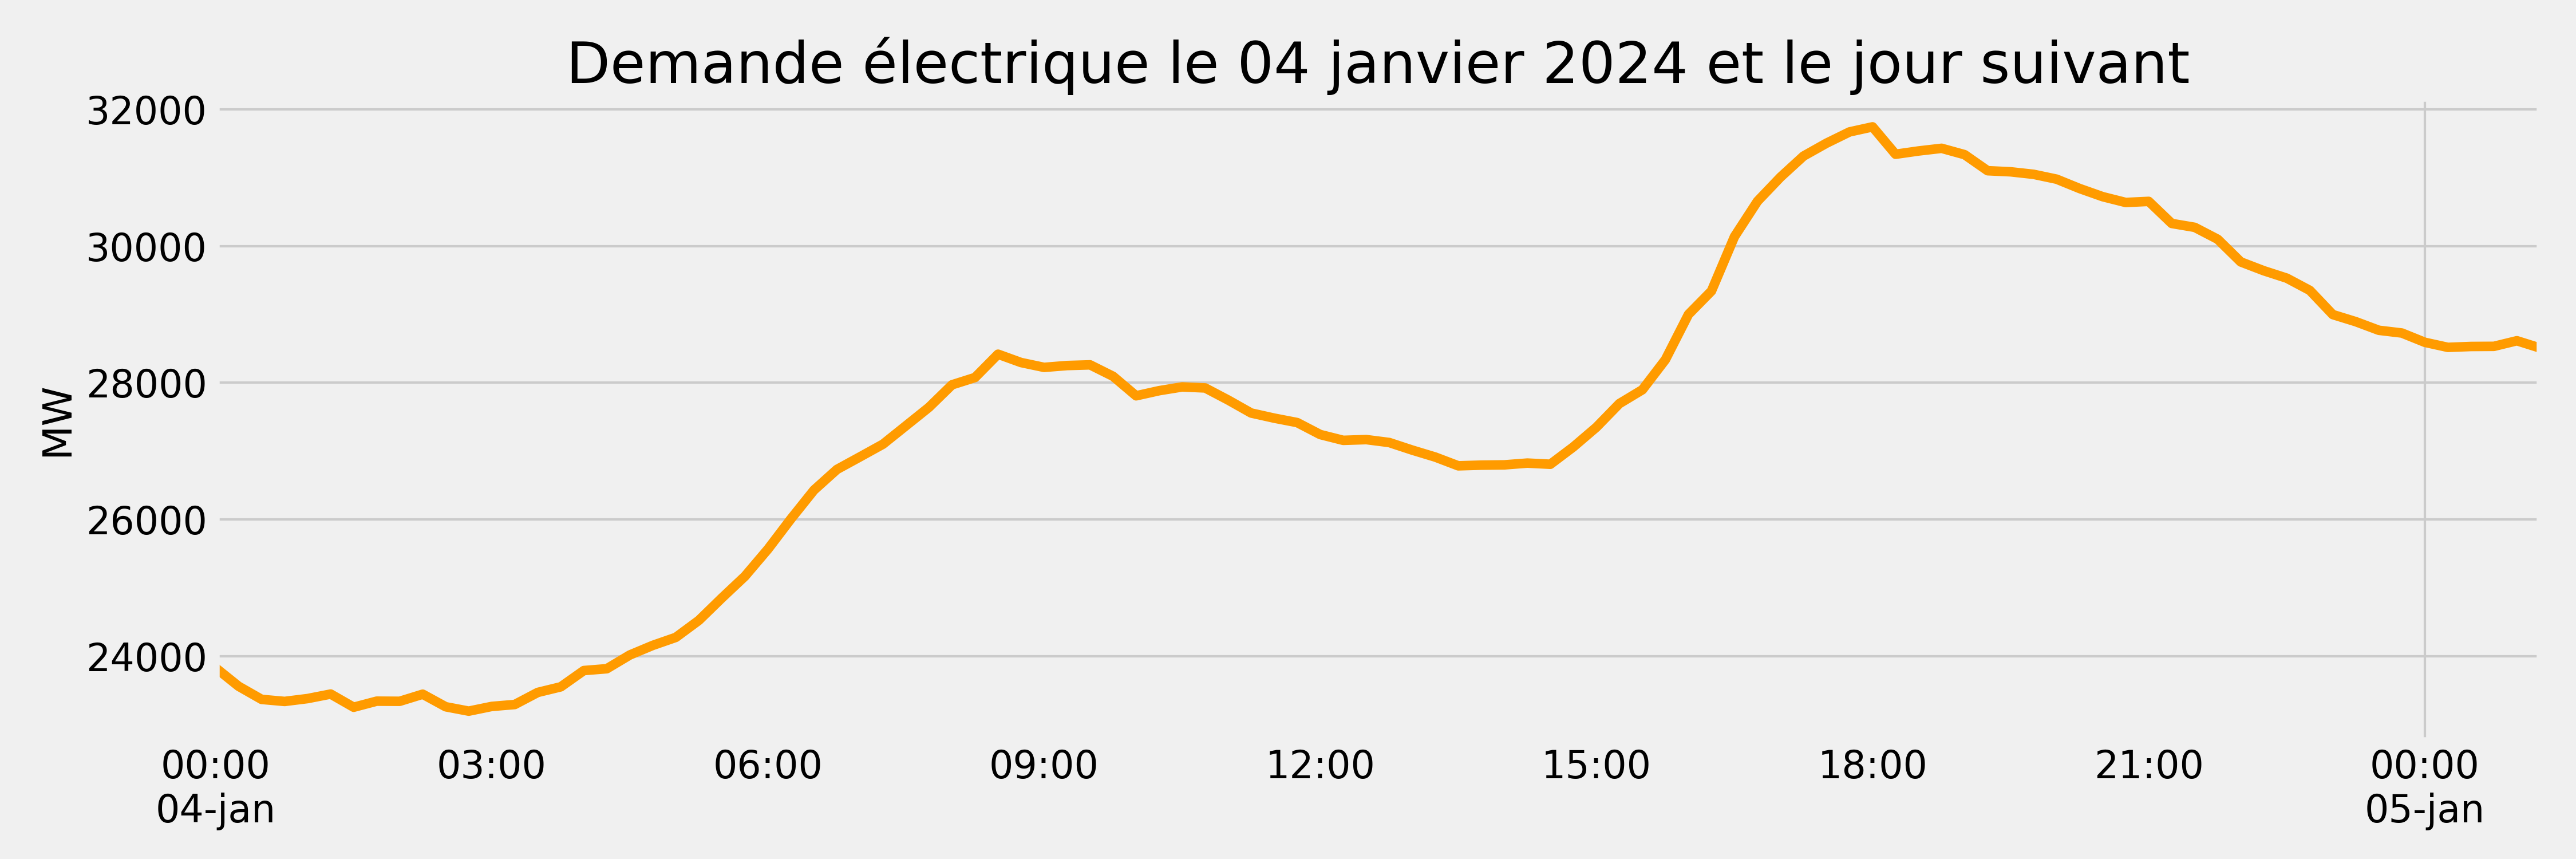 Demande électrique le 04 janvier 2024 et le jour suivant
32000
30000
28000
26000
24000
MW
00:00 03:00 06:00 09:00 12:00 15:00 18:00 21:00 00:00
04-jan 05-jan